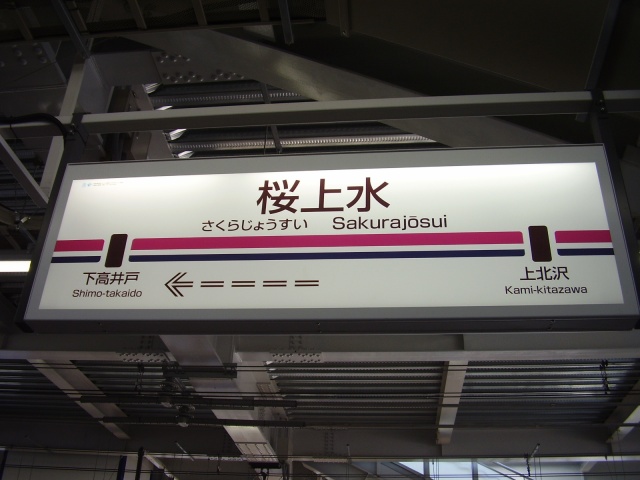 桜上水
さくらじょうすい Sakurajōsui
下高井戸 上北沢
Shimo-takaido Kami-kitazawa